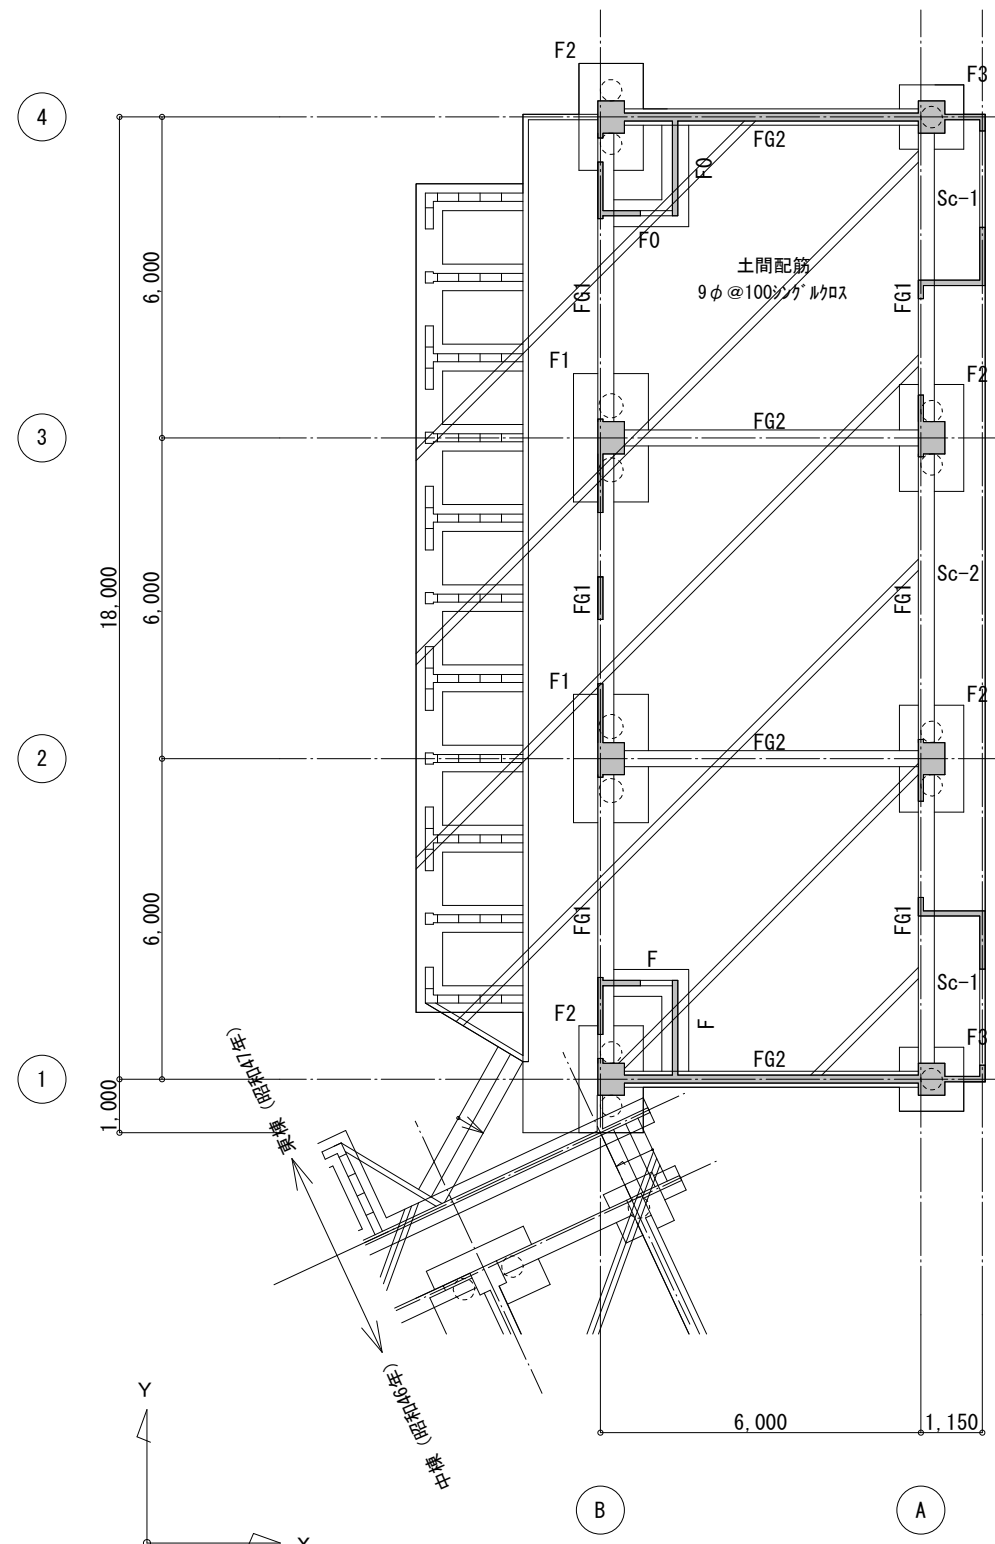 F2
F3
4
FG2
F0
Sc-1
F0
土間配筋
9φ@100シングルクロス
6,000
FG1
FG1
F1
F2
3
FG2
18,000
6,000
FG1
FG1
Sc-2
F1
F2
2
FG2
6,000
FG1
FG1
F
F
Sc-1
F2
F3
1
FG2
1,000
東棟（昭和47年）
中棟（昭和46年）
Y
X
6,000
1,150
B
A